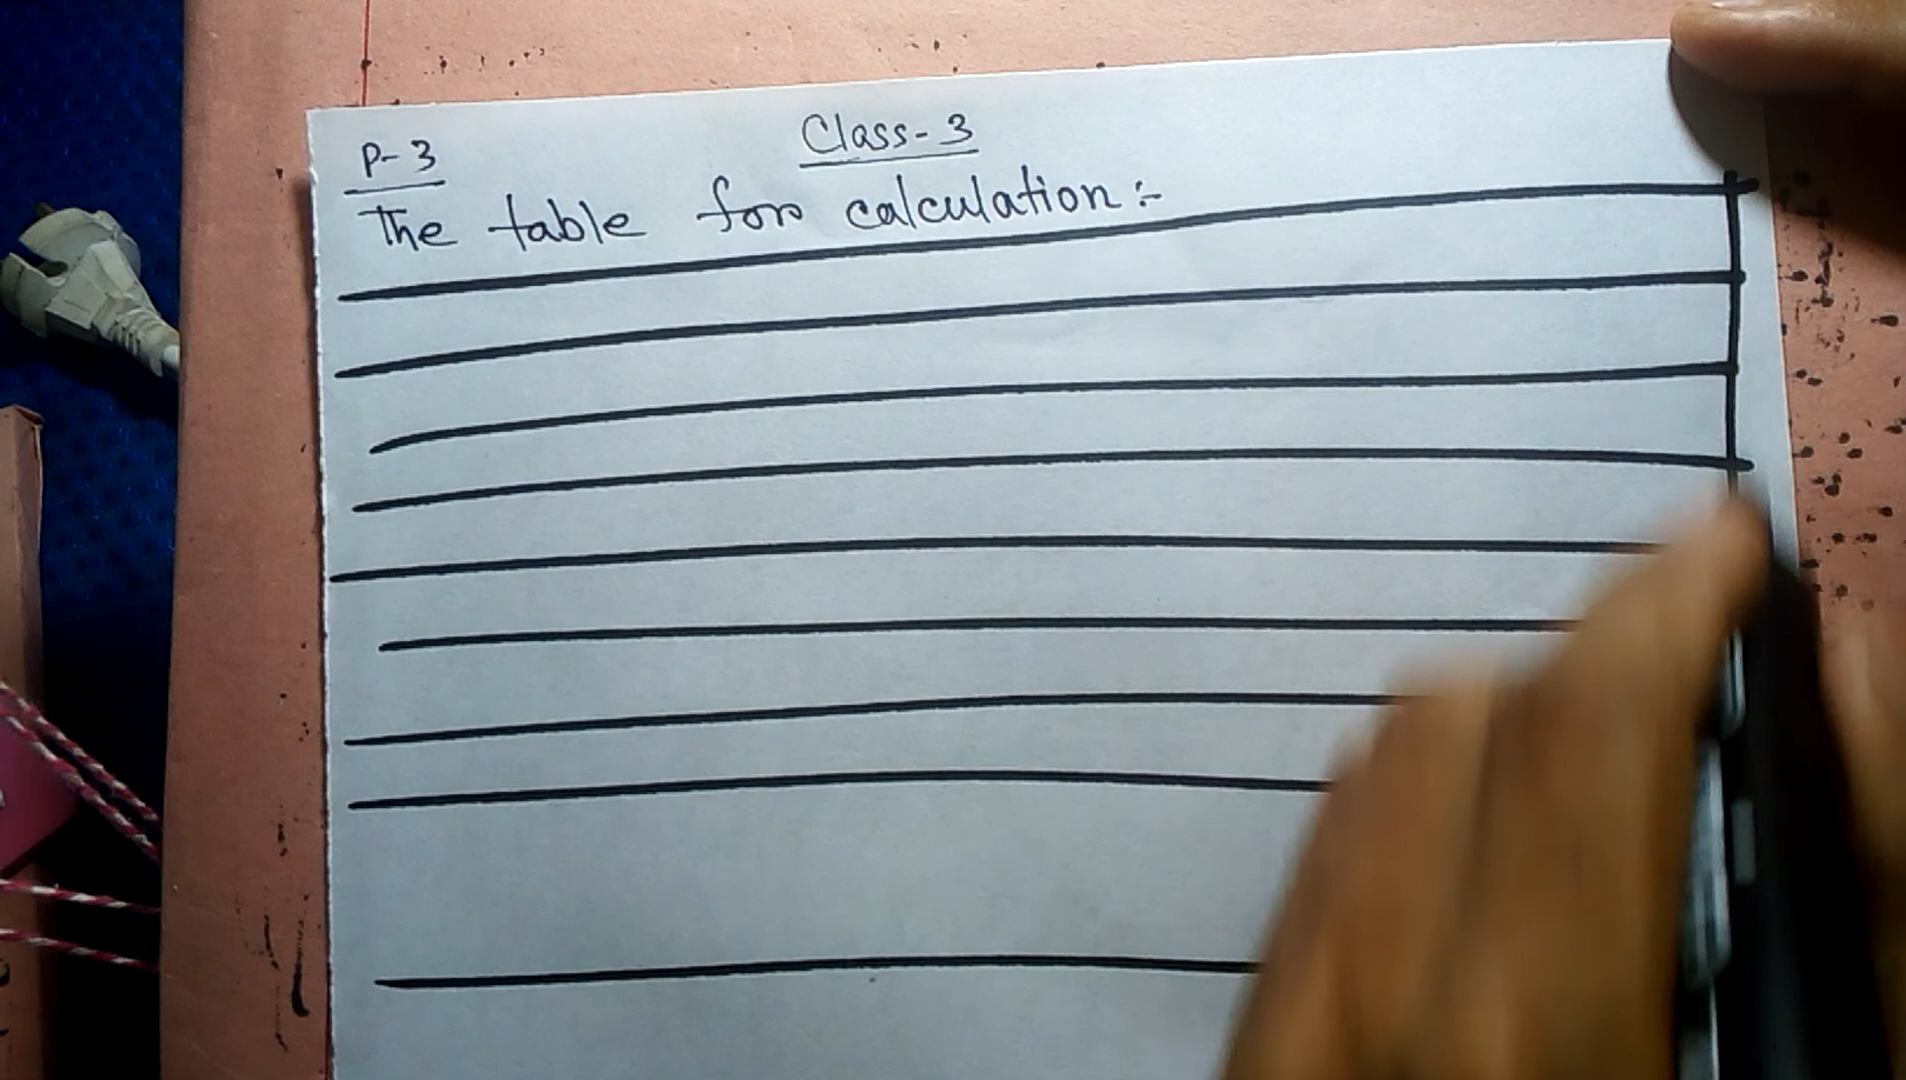 Class-3
P-3
The table for calculation:-